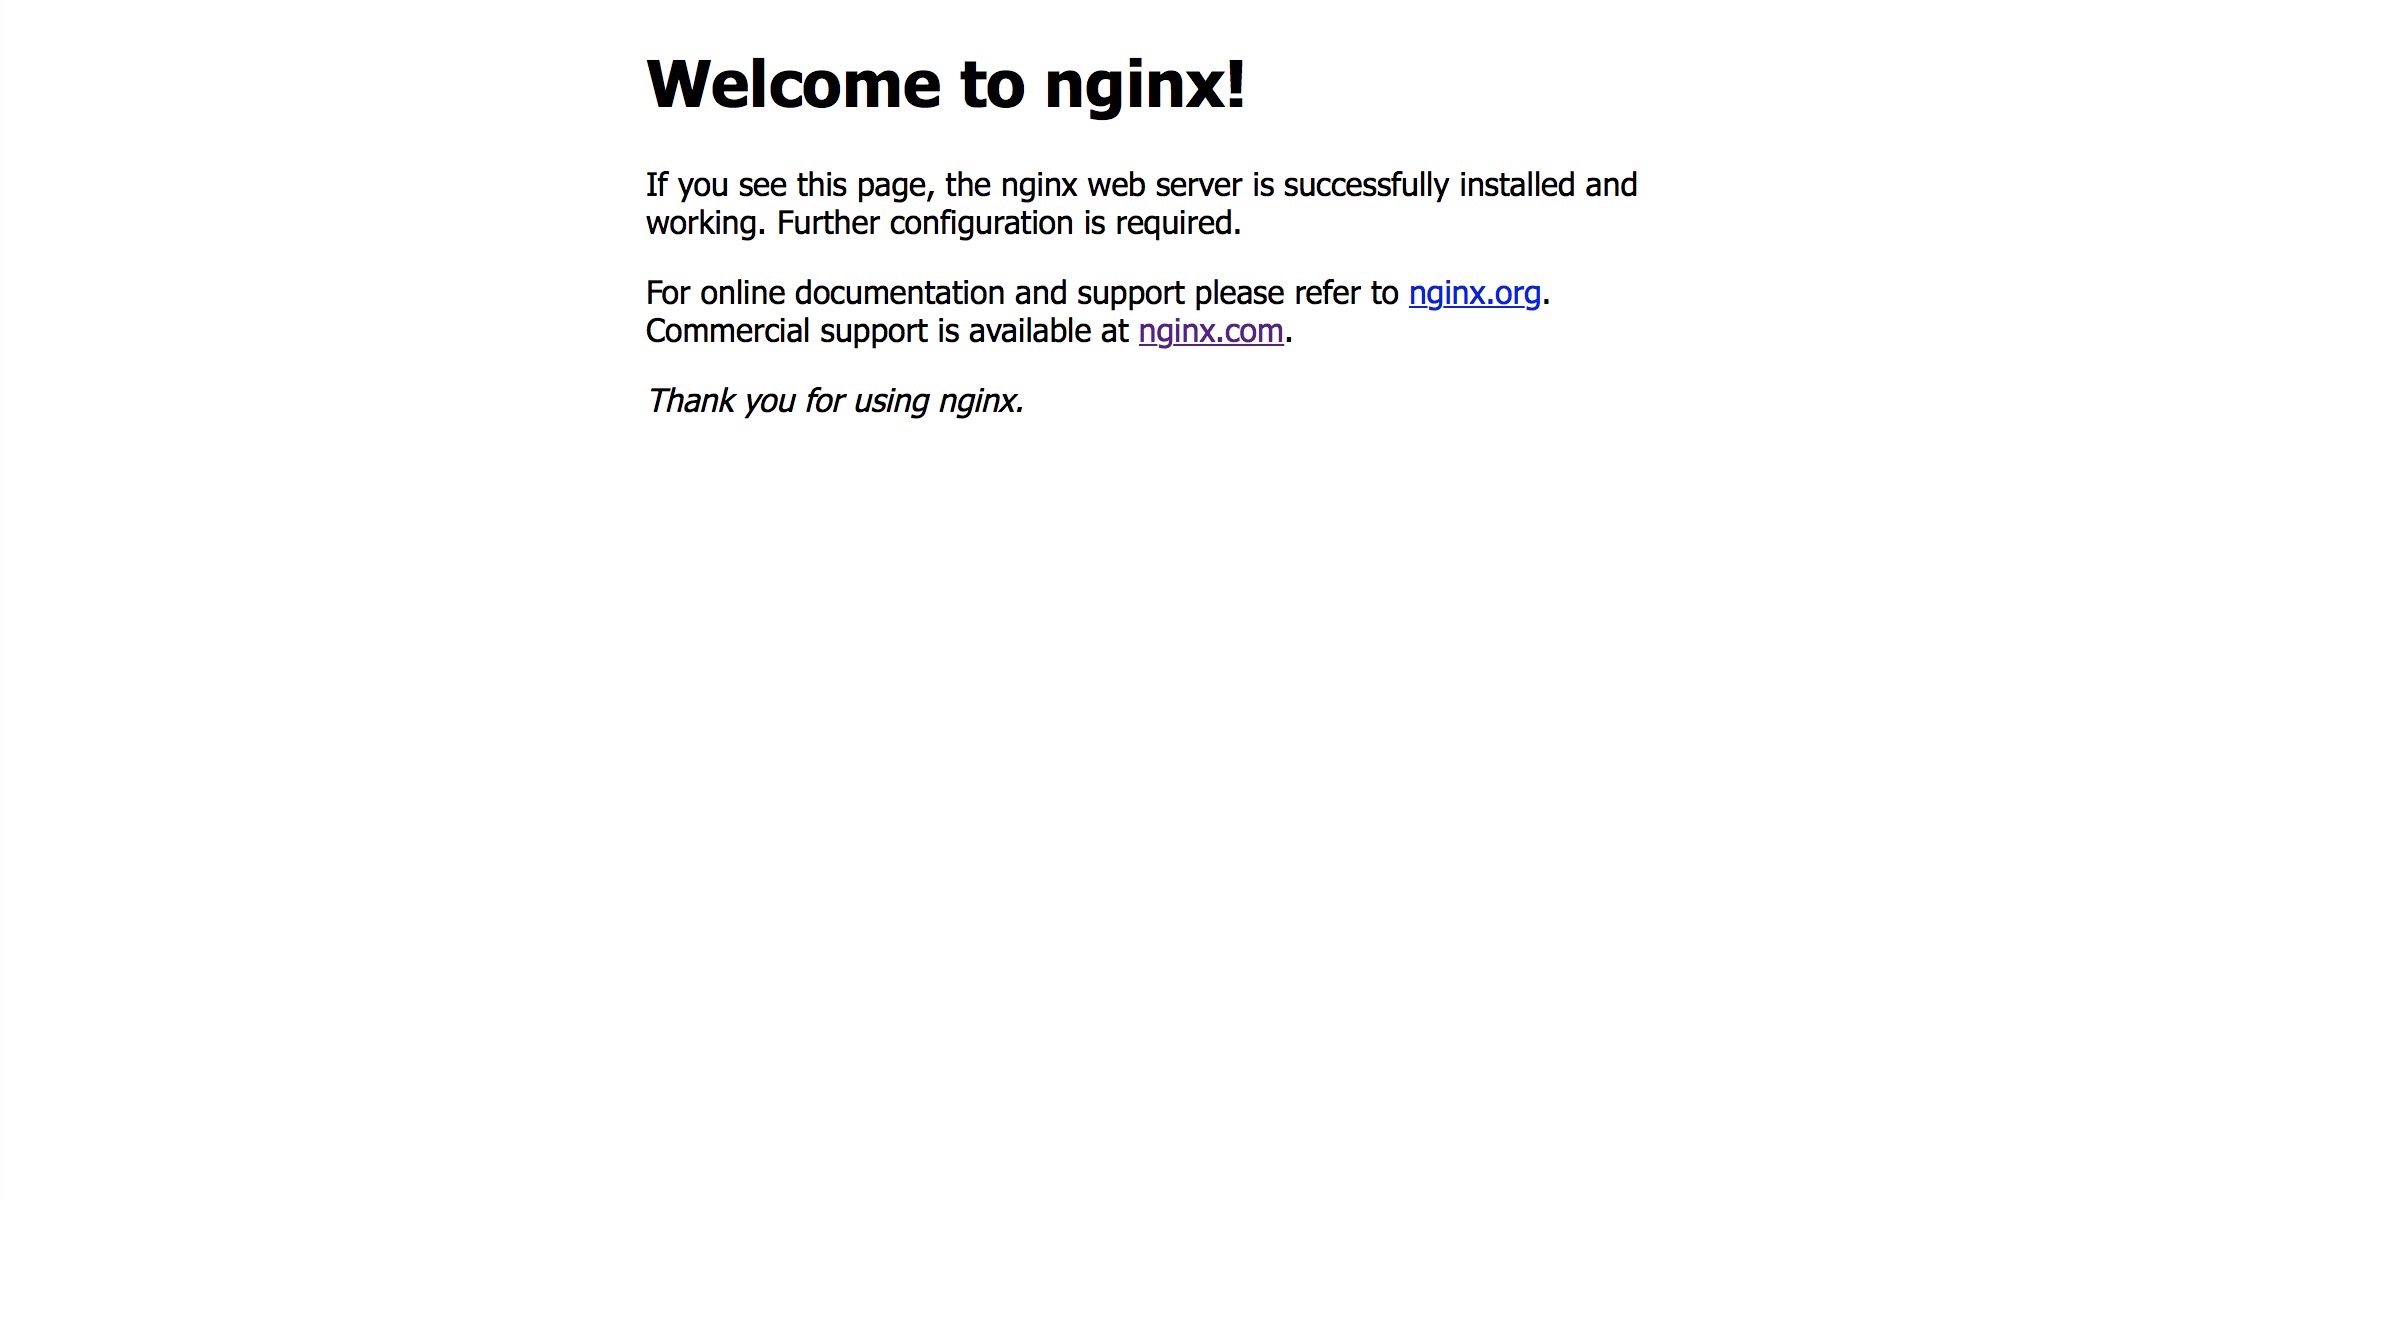 Welcome to nginx!
If you see this page, the nginx web server is successfully installed and
working. Further configuration is required.
For online documentation and support please refer to nginx.org.
Commercial support is available at nginx.com.
Thank you for using nginx.